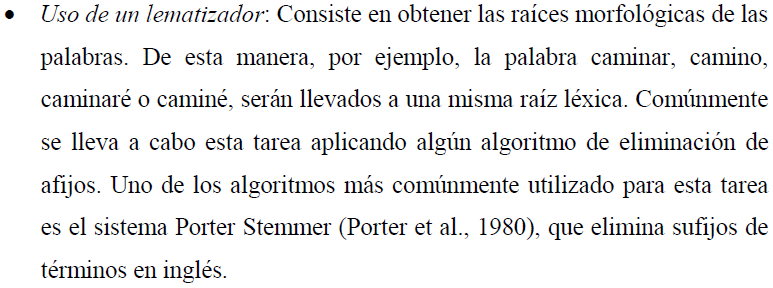 • Uso de un lematizador: Consiste en obtener las raíces morfológicas de las
palabras. De esta manera, por ejemplo, la palabra caminar, camino,
caminaré o caminé, serán llevados a una misma raíz léxica. Comúnmente
se lleva a cabo esta tarea aplicando algún algoritmo de eliminación de
afijos. Uno de los algoritmos más comúnmente utilizado para esta tarea
es el sistema Porter Stemmer (Porter et al., 1980), que elimina sufijos de
términos en inglés.